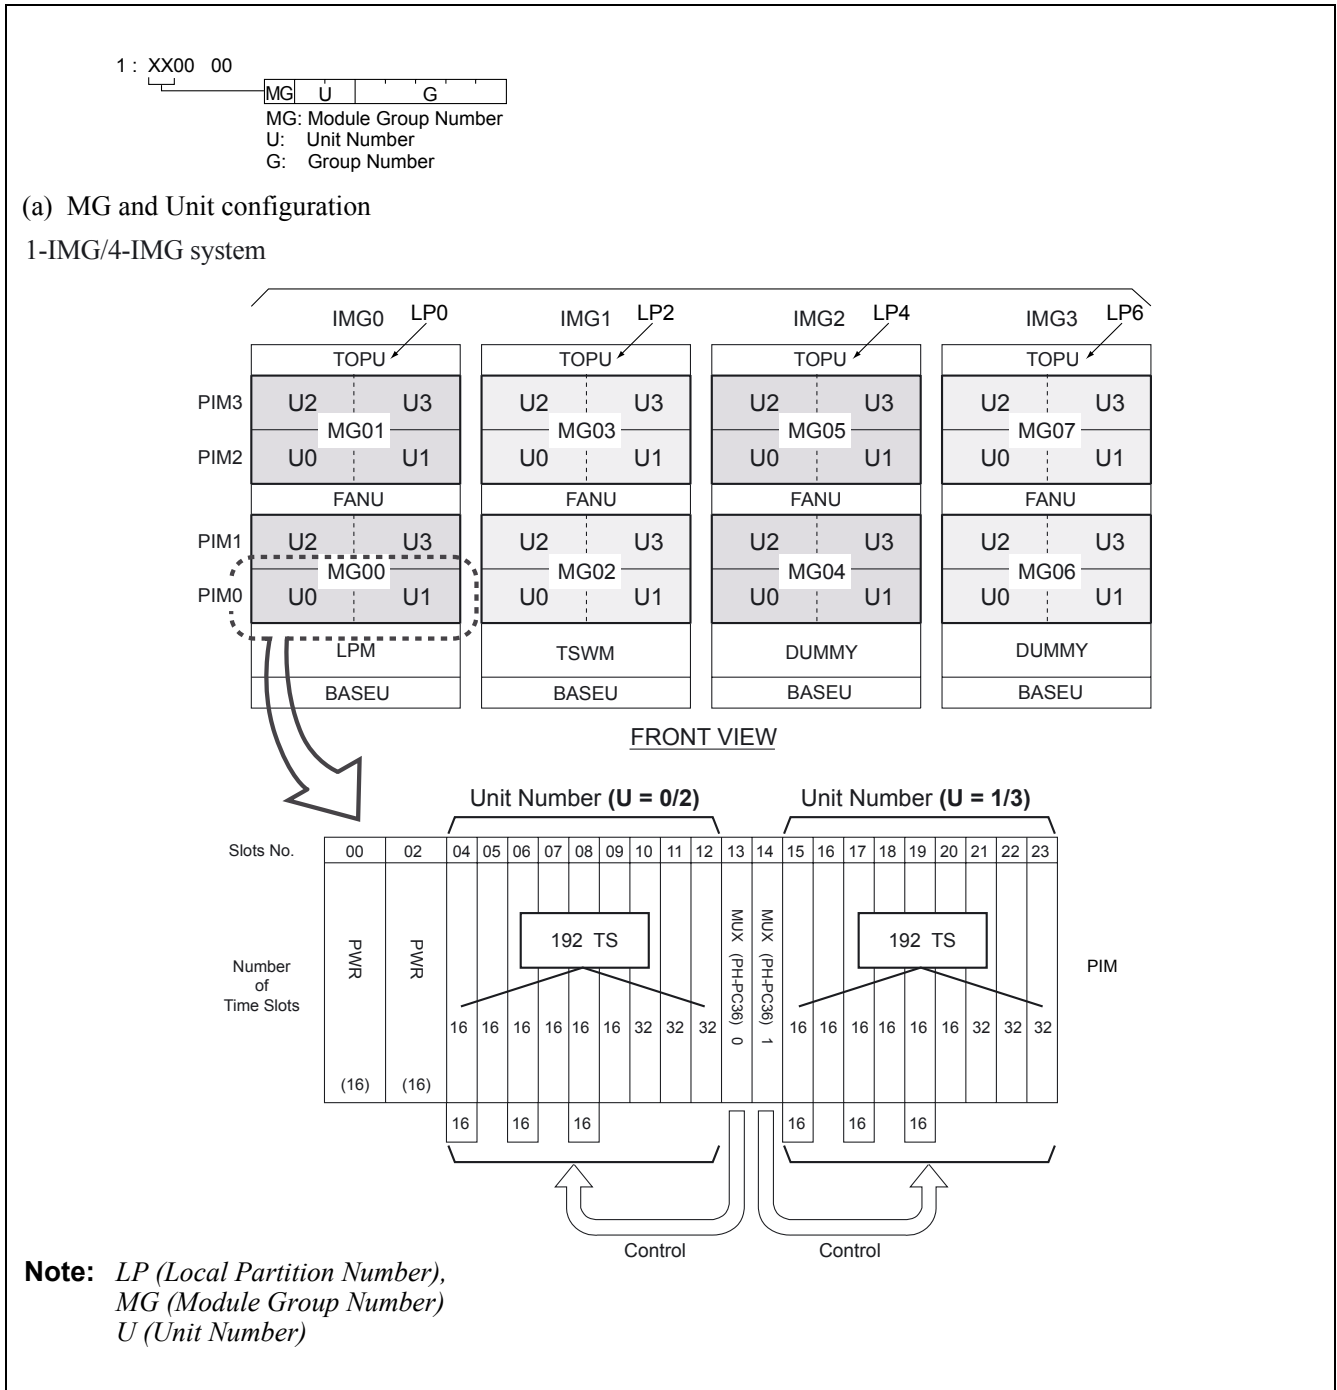 1 : XX00 00
MG U G
MG: Module Group Number
U: Unit Number
G: Group Number
(a) MG and Unit configuration
1-IMG/4-IMG system
IMG0 LP0 IMG1 LP2 IMG2 LP4 IMG3 LP6
TOPU TOPU TOPU TOPU
PIM3 U2 U3 U2 U3 U2 U3 U2 U3
MG01 MG03 MG05 MG07
PIM2 U0 U1 U0 U1 U0 U1 U0 U1
FANU FANU FANU FANU
PIM1 U2 U3 U2 U3 U2 U3 U2 U3
MG00 MG02 MG04 MG06
PIM0 U0 U1 U0 U1 U0 U1 U0 U1
LPM TSWM DUMMY DUMMY
BASEU BASEU BASEU BASEU
FRONT VIEW
Unit Number (U = 0/2) Unit Number (U = 1/3)
Slots No. 00 02 04 05 06 07 08 09 10 11 12 13 14 15 16 17 18 19 20 21 22 23
PWR
PWR
192 TS
MUX (PH-PC36) 0
MUX (PH-PC36) 1
192 TS
PIM
Number
of
Time Slots
16 16 16 16 16 16 32 32 32 16 16 16 16 16 16 32 32 32
(16) (16)
16 16 16 16 16 16
Control Control
Note: LP (Local Partition Number),
MG (Module Group Number)
U (Unit Number)